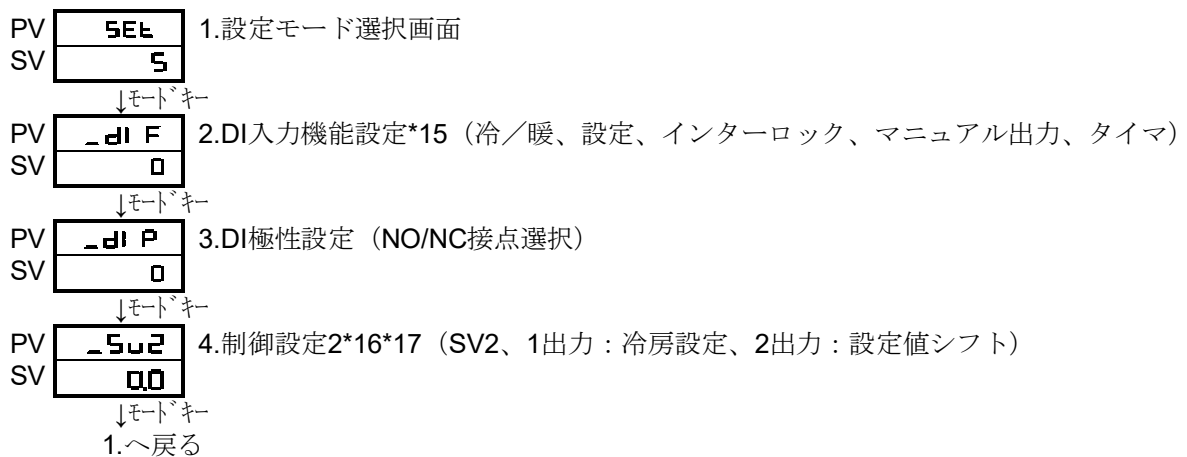 PV SEt 1.設定モード選択画面
SV 5
↓ﾓｰﾄﾞｷｰ
PV _dI F 2.DI入力機能設定*15（冷／暖、設定、インターロック、マニュアル出力、タイマ）
SV 0
↓ﾓｰﾄﾞｷｰ
PV _dI P 3.DI極性設定（NO/NC接点選択）
SV 0
↓ﾓｰﾄﾞｷｰ
PV _Sv2 4.制御設定2*16*17（SV2、1出力：冷房設定、2出力：設定値シフト）
SV 0.0
↓ﾓｰﾄﾞｷｰ
1.へ戻る